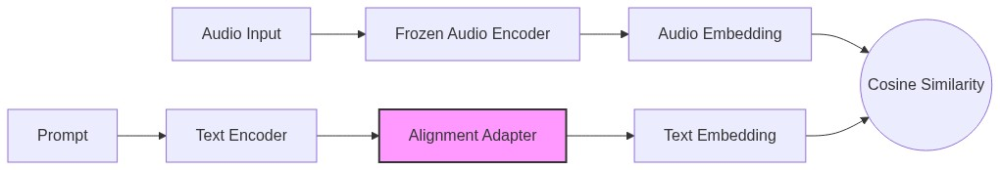 Audio Input
Frozen Audio Encoder
Audio Embedding
Cosine Similarity
Prompt
Text Encoder
Alignment Adapter
Text Embedding